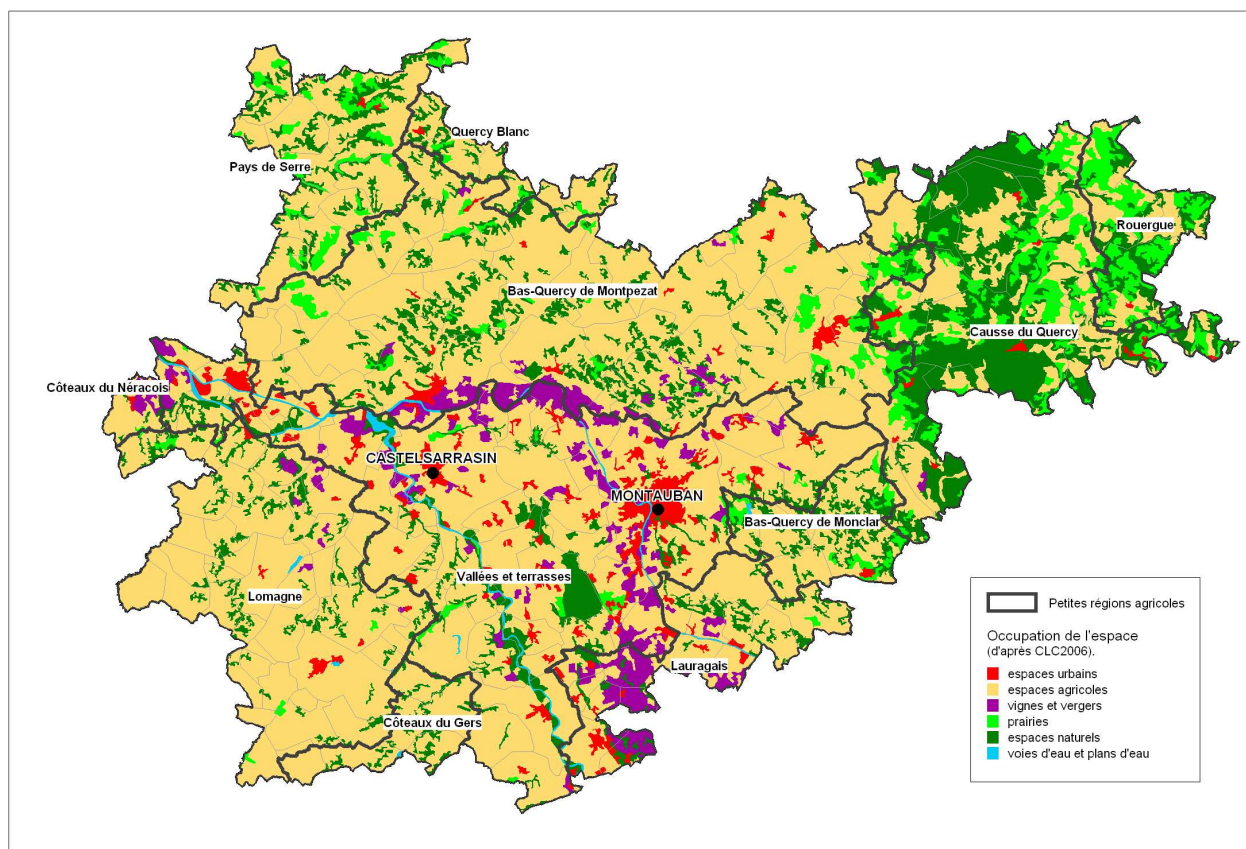 Quercy Blanc
Pays de Serre
Rouergue
Bas-Quercy de Montpezat
Causse du Quercy
Côteaux du Néracois
CASTELSARRASIN
MONTAUBAN
Bas-Quercy de Monclar
Vallées et terrasses
Lomagne
Lauragais
Côteaux du Gers
Petites régions agricoles
Occupation de l'espace
(d'après CLC2006).
espaces urbains
espaces agricoles
vignes et vergers
prairies
espaces naturels
voies d'eau et plans d'eau